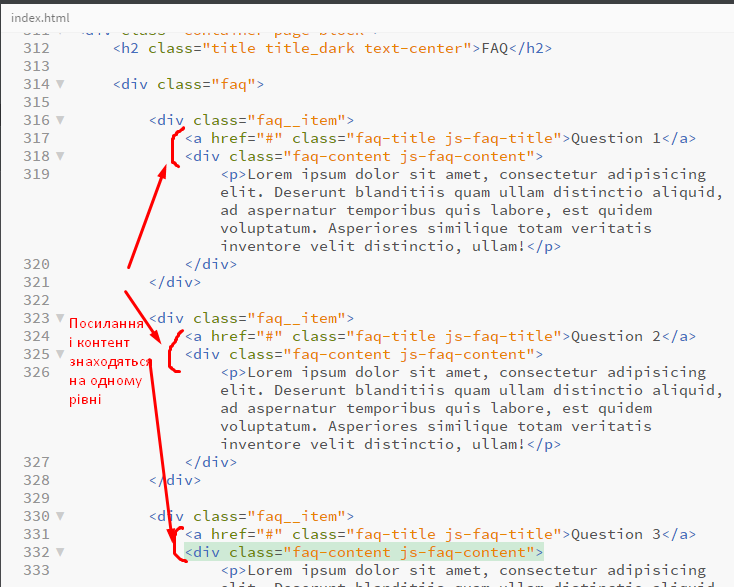 index.html
311 <div class="container page-block">
312 <h2 class="title title_dark text-center">FAQ</h2>
313
314 <div class="faq">
315
316 <div class="faq__item">
317 <a href="#" class="faq-title js-faq-title">Question 1</a>
318 <div class="faq-content js-faq-content">
319 <p>Lorem ipsum dolor sit amet, consectetur adipisicing
elit. Deserunt blanditiis quam ullam distinctio aliquid,
ad aspernatur temporibus quis labore, est quidem
voluptatum. Asperiores similique totam veritatis
inventore velit distinctio, ullam!</p>
320 </div>
321 </div>
322
323 <div class="faq__item">
324 <a href="#" class="faq-title js-faq-title">Question 2</a>
325 <div class="faq-content js-faq-content">
326 <p>Lorem ipsum dolor sit amet, consectetur adipisicing
elit. Deserunt blanditiis quam ullam distinctio aliquid,
ad aspernatur temporibus quis labore, est quidem
voluptatum. Asperiores similique totam veritatis
inventore velit distinctio, ullam!</p>
327 </div>
328 </div>
329
330 <div class="faq__item">
331 <a href="#" class="faq-title js-faq-title">Question 3</a>
332 <div class="faq-content js-faq-content">
333 <p>Lorem ipsum dolor sit amet, consectetur adipisicing
Посилання
і контент
знаходяться
на одному
рівні